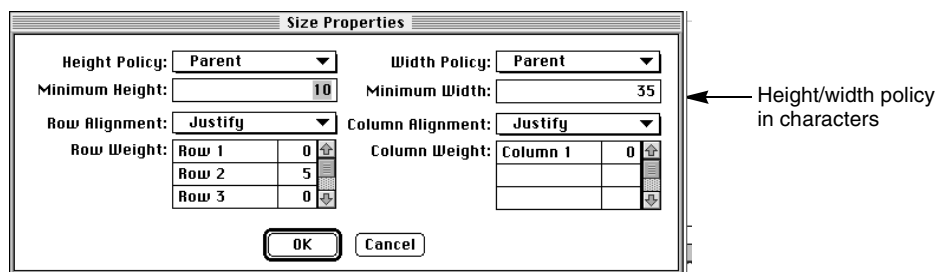 Size Properties
Height Policy: Parent
Width Policy: Parent
Minimum Height: 10
Minimum Width: 35
Row Alignment: Justify
Column Alignment: Justify
Row Weight: Row 1 0
Row 2 5
Row 3 0
Column Weight: Column 1 0
OK
Cancel
Height/width policy
in characters